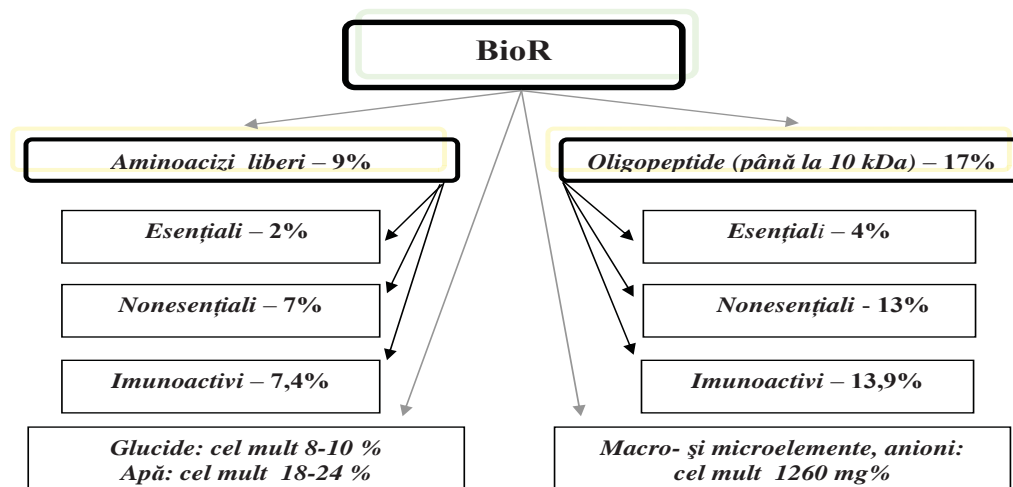 BioR
Aminoacizi liberi – 9%
Esențiali – 2%
Nonesențiali – 7%
Imunoactivi – 7,4%
Oligopeptide (până la 10 kDa) – 17%
Esențiali – 4%
Nonesențiali - 13%
Imunoactivi – 13,9%
Glucide: cel mult 8-10 %
Apă: cel mult 18-24 %
Macro- şi microelemente, anioni:
cel mult 1260 mg%